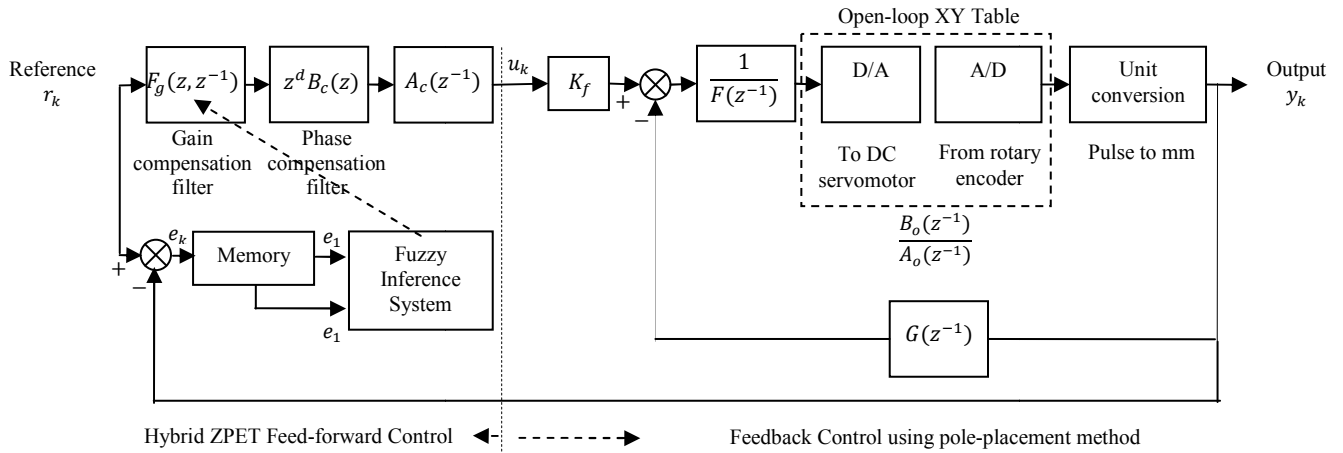 Open-loop XY Table
Reference
r_k
F_g(z, z^{-1})
z^d B_c(z)
A_c(z^{-1})
u_k
K_f
+
−
1
F(z^{-1})
D/A
A/D
Unit
conversion
Output
y_k
Gain
compensation
filter
Phase
compensation
filter
To DC
servomotor
From rotary
encoder
Pulse to mm
B_o(z^{-1})
A_o(z^{-1})
+
−
e_k
Memory
e_1
e_1
Fuzzy
Inference
System
G(z^{-1})
Hybrid ZPET Feed-forward Control
Feedback Control using pole-placement method